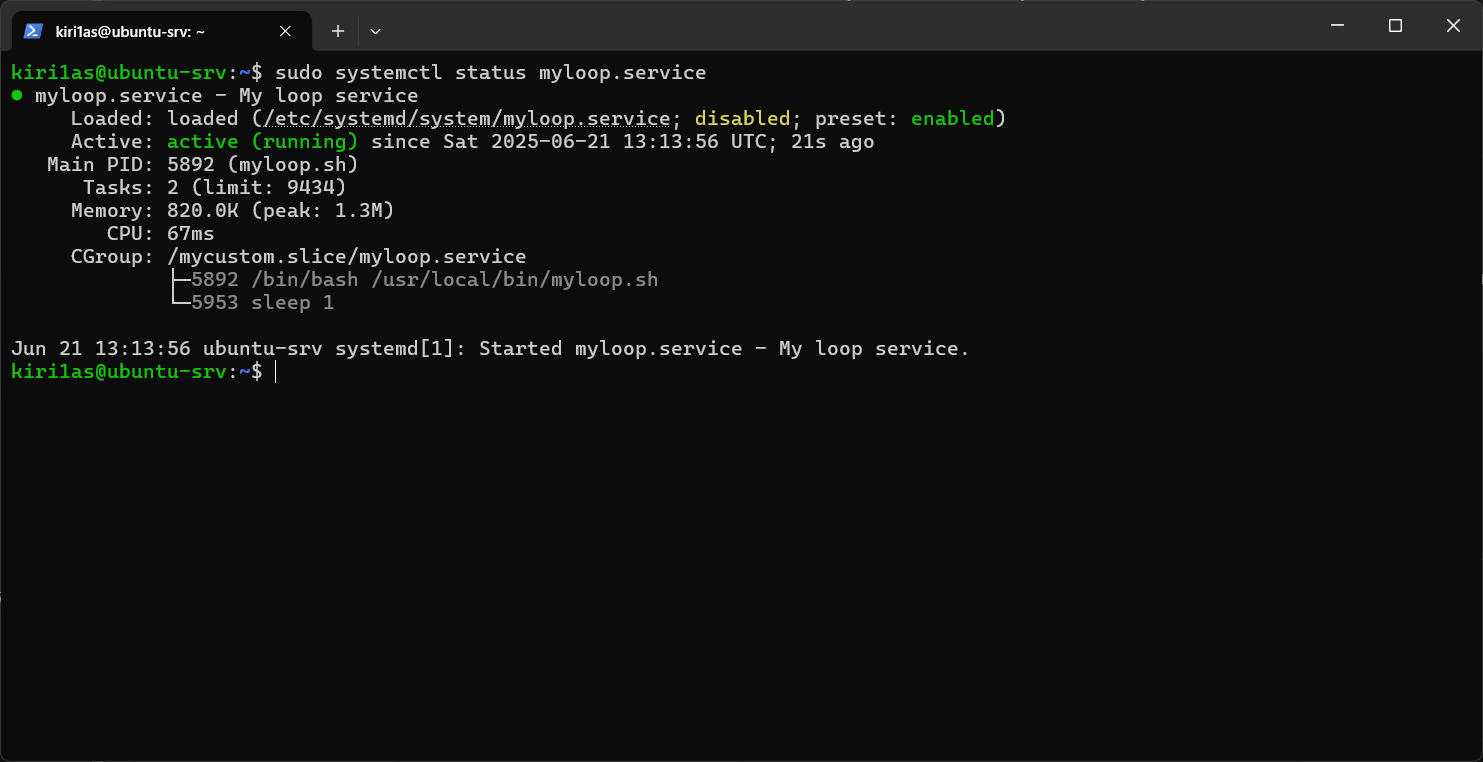 kiri1as@ubuntu-srv: ~
kiri1as@ubuntu-srv:~$ sudo systemctl status myloop.service
● myloop.service - My loop service
     Loaded: loaded (/etc/systemd/system/myloop.service; disabled; preset: enabled)
     Active: active (running) since Sat 2025-06-21 13:13:56 UTC; 21s ago
   Main PID: 5892 (myloop.sh)
      Tasks: 2 (limit: 9434)
     Memory: 820.0K (peak: 1.3M)
        CPU: 67ms
     CGroup: /mycustom.slice/myloop.service
             ├─5892 /bin/bash /usr/local/bin/myloop.sh
             └─5953 sleep 1
Jun 21 13:13:56 ubuntu-srv systemd[1]: Started myloop.service - My loop service.
kiri1as@ubuntu-srv:~$